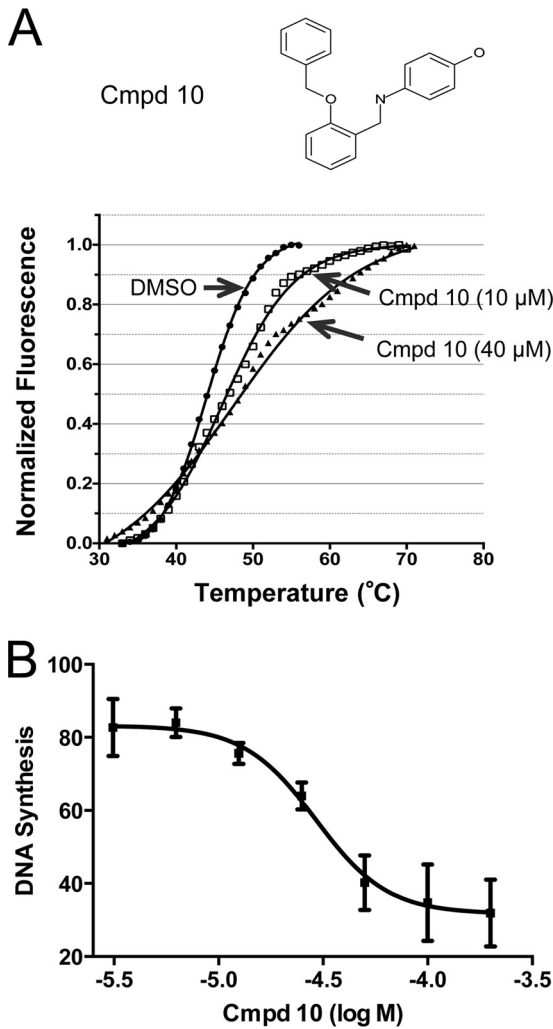 A
Cmpd 10
O
O
N
Normalized Fluorescence
1.0
0.8
0.6
0.4
0.2
0.0
DMSO
Cmpd 10 (10 µM)
Cmpd 10 (40 µM)
30 40 50 60 70 80
Temperature (°C)
B
DNA Synthesis
100
80
60
40
20
-5.5 -5.0 -4.5 -4.0 -3.5
Cmpd 10 (log M)